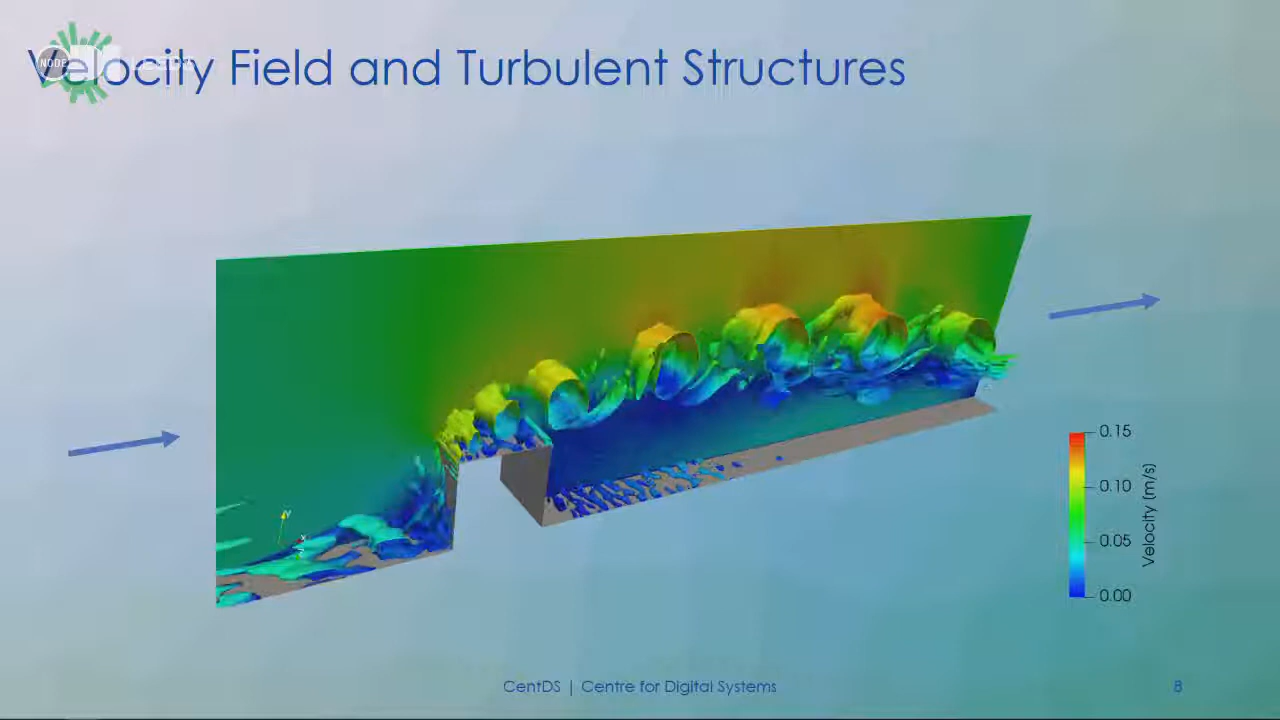 Velocity Field and Turbulent Structures
NODE
0.15
0.10
0.05
0.00
Velocity (m/s)
Y
CentDS | Centre for Digital Systems
8